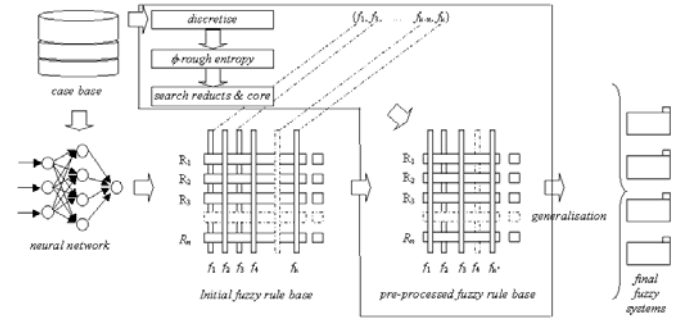 discretise
(f1, f3, ... fk-x, fk)
ϕ-rough entropy
search reducts & core
case base
R1
R2
R3
Rn
R1
R2
R3
Rn
generalisation
neural network
f1 f2 f3 f4 fk
f1 f2 f3 f4
Initial fuzzy rule base
pre-processed fuzzy rule base
final
fuzzy
systems